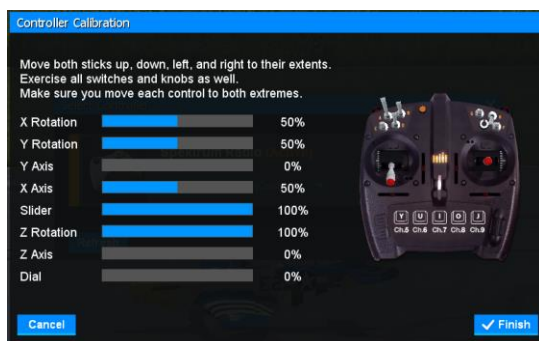 Controller Calibration
Move both sticks up, down, left, and right to their extents.
Exercise all switches and knobs as well.
Make sure you move each control to both extremes.
X Rotation 50%
Y Rotation 50%
Y Axis 0%
X Axis 50%
Slider 100%
Z Rotation 100%
Z Axis 0%
Dial 0%
Y U I O J
Ch.5 Ch.6 Ch.7 Ch.8 Ch.9
Cancel Finish